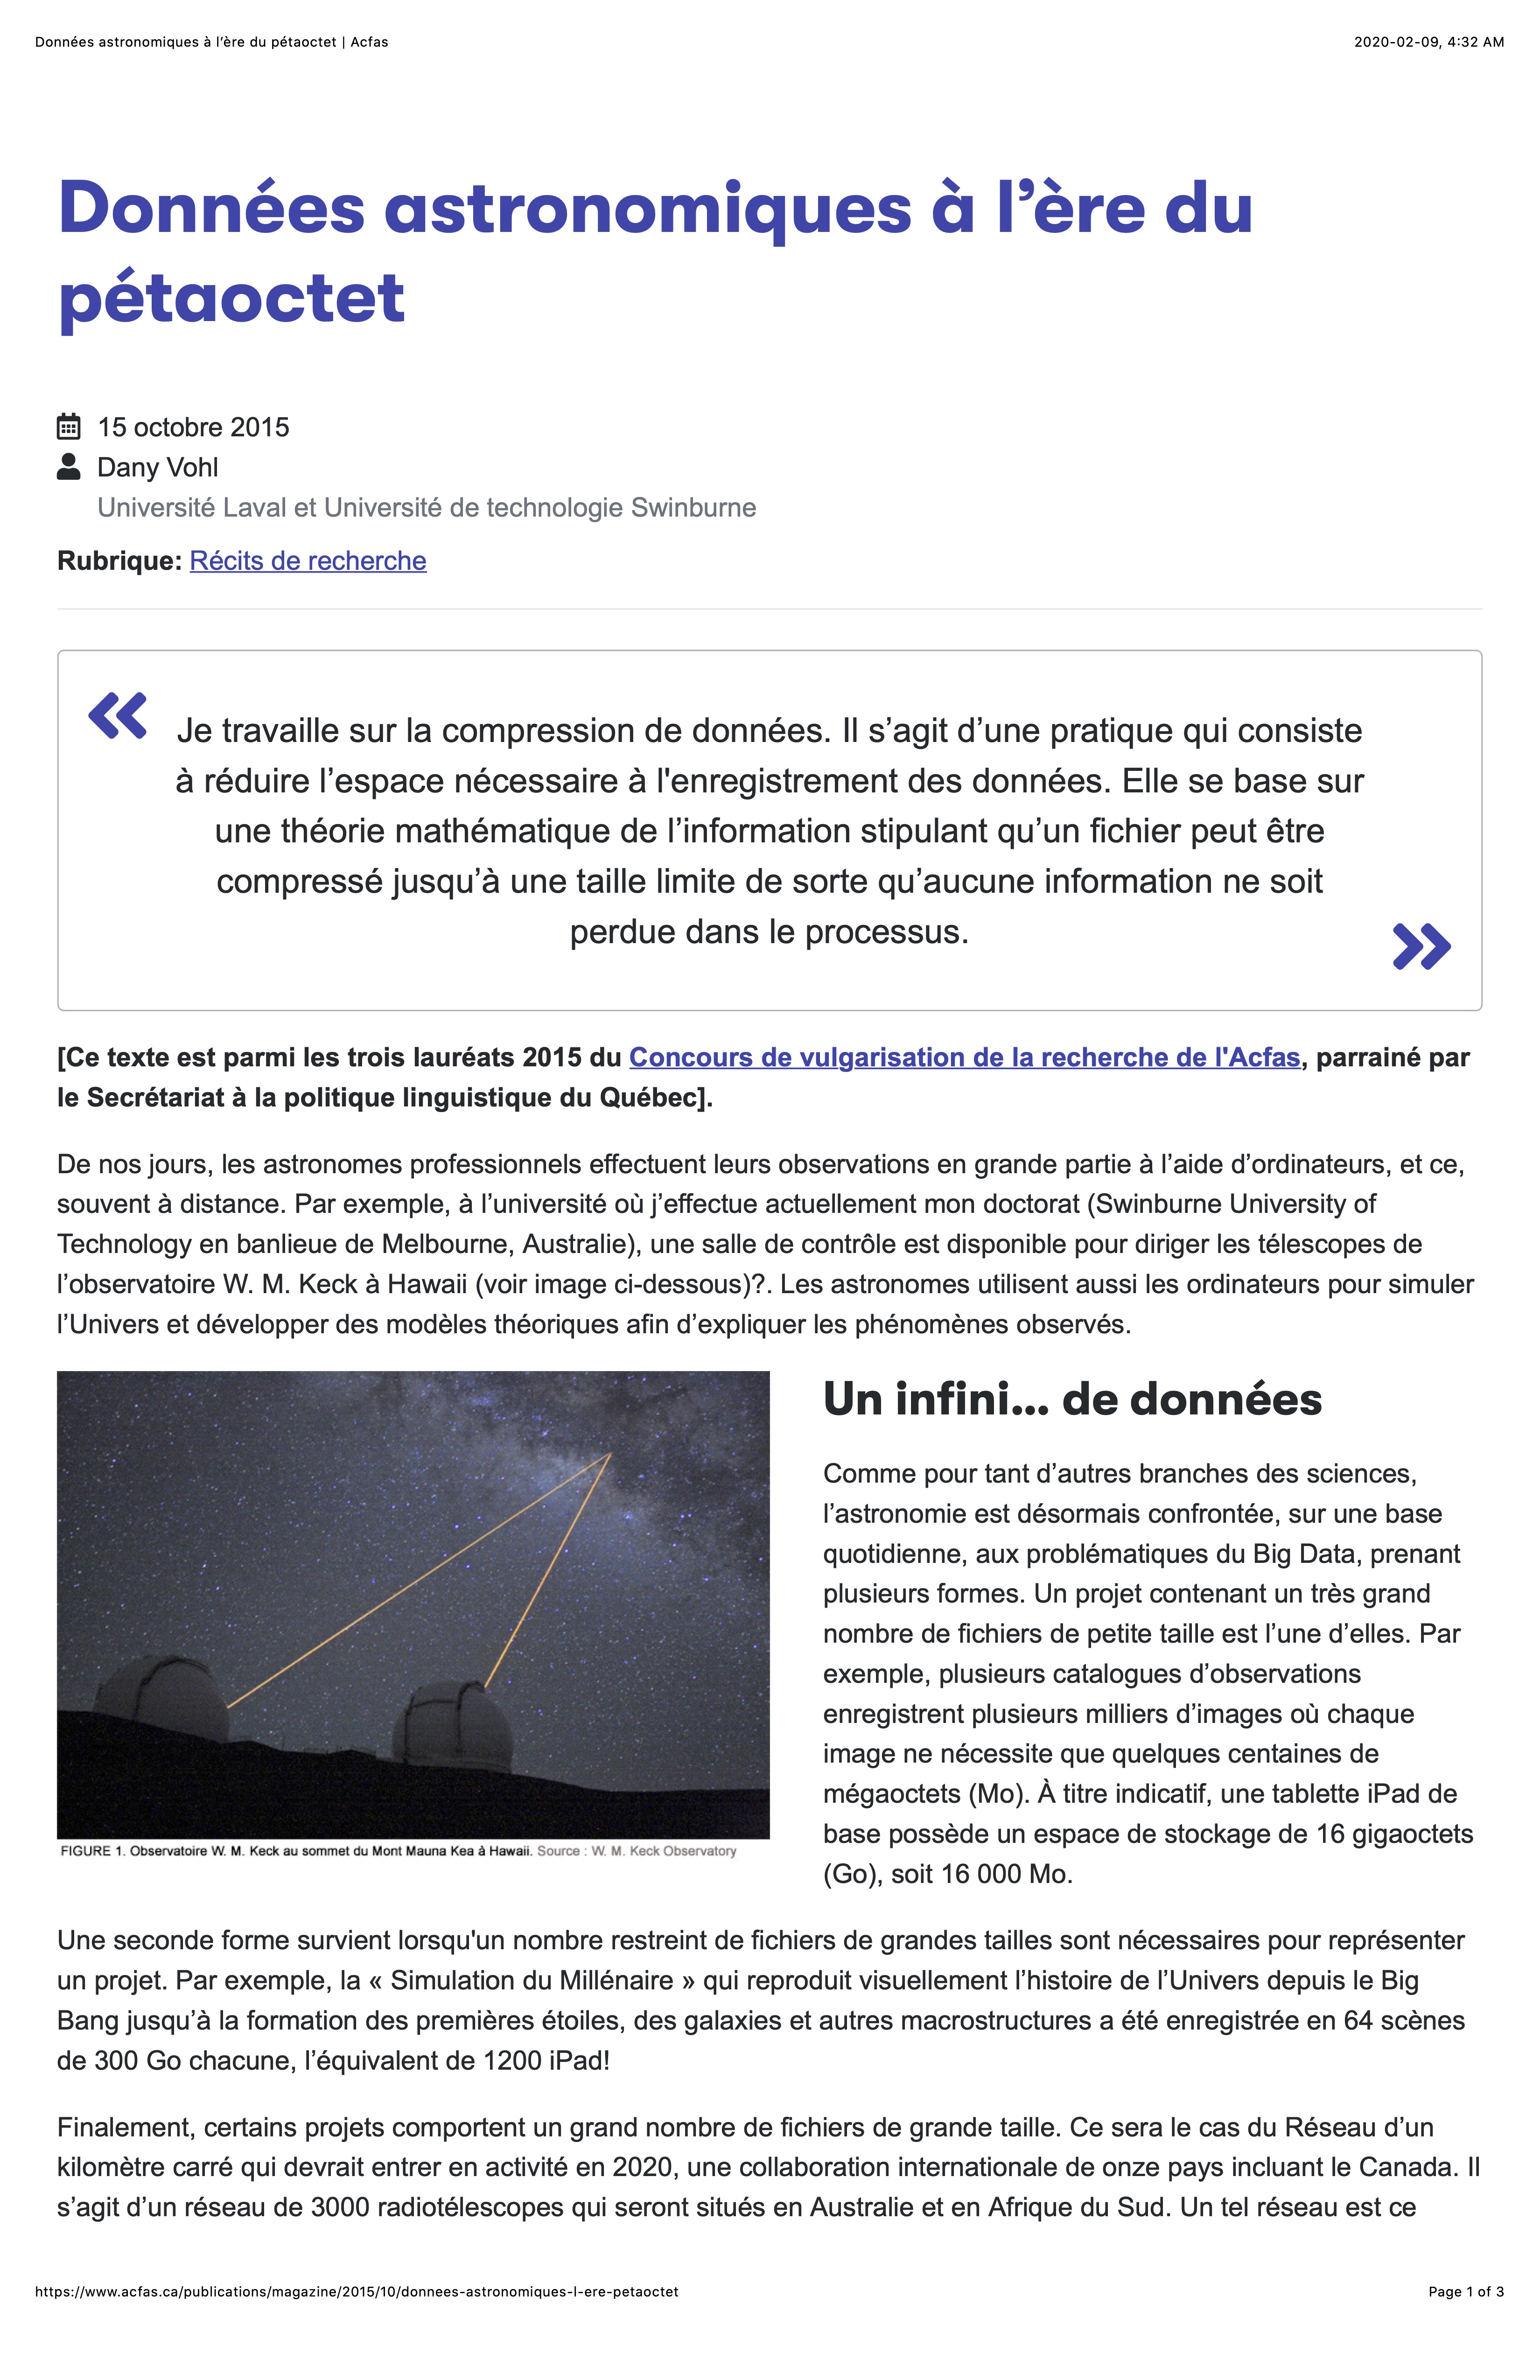 Données astronomiques à l’ère du pétaoctet | Acfas
2020-02-09, 4:32 AM
Données astronomiques à l’ère du
pétaoctet
15 octobre 2015
Dany Vohl
Université Laval et Université de technologie Swinburne
Rubrique: Récits de recherche
Je travaille sur la compression de données. Il s’agit d’une pratique qui consiste
à réduire l’espace nécessaire à l'enregistrement des données. Elle se base sur
une théorie mathématique de l’information stipulant qu’un fichier peut être
compressé jusqu’à une taille limite de sorte qu’aucune information ne soit
perdue dans le processus.
[Ce texte est parmi les trois lauréats 2015 du Concours de vulgarisation de la recherche de l'Acfas, parrainé par
le Secrétariat à la politique linguistique du Québec].
De nos jours, les astronomes professionnels effectuent leurs observations en grande partie à l’aide d’ordinateurs, et ce,
souvent à distance. Par exemple, à l’université où j’effectue actuellement mon doctorat (Swinburne University of
Technology en banlieue de Melbourne, Australie), une salle de contrôle est disponible pour diriger les télescopes de
l’observatoire W. M. Keck à Hawaii (voir image ci-dessous)?. Les astronomes utilisent aussi les ordinateurs pour simuler
l’Univers et développer des modèles théoriques afin d’expliquer les phénomènes observés.
FIGURE 1. Observatoire W. M. Keck au sommet du Mont Mauna Kea à Hawaii. Source : W. M. Keck Observatory
Un infini... de données
Comme pour tant d’autres branches des sciences,
l’astronomie est désormais confrontée, sur une base
quotidienne, aux problématiques du Big Data, prenant
plusieurs formes. Un projet contenant un très grand
nombre de fichiers de petite taille est l’une d’elles. Par
exemple, plusieurs catalogues d’observations
enregistrent plusieurs milliers d’images où chaque
image ne nécessite que quelques centaines de
mégaoctets (Mo). À titre indicatif, une tablette iPad de
base possède un espace de stockage de 16 gigaoctets
(Go), soit 16 000 Mo.
Une seconde forme survient lorsqu'un nombre restreint de fichiers de grandes tailles sont nécessaires pour représenter
un projet. Par exemple, la « Simulation du Millénaire » qui reproduit visuellement l’histoire de l’Univers depuis le Big
Bang jusqu’à la formation des premières étoiles, des galaxies et autres macrostructures a été enregistrée en 64 scènes
de 300 Go chacune, l’équivalent de 1200 iPad!
Finalement, certains projets comportent un grand nombre de fichiers de grande taille. Ce sera le cas du Réseau d’un
kilomètre carré qui devrait entrer en activité en 2020, une collaboration internationale de onze pays incluant le Canada. Il
s’agit d’un réseau de 3000 radiotélescopes qui seront situés en Australie et en Afrique du Sud. Un tel réseau est ce
https://www.acfas.ca/publications/magazine/2015/10/donnees-astronomiques-l-ere-petaoctet
Page 1 of 3